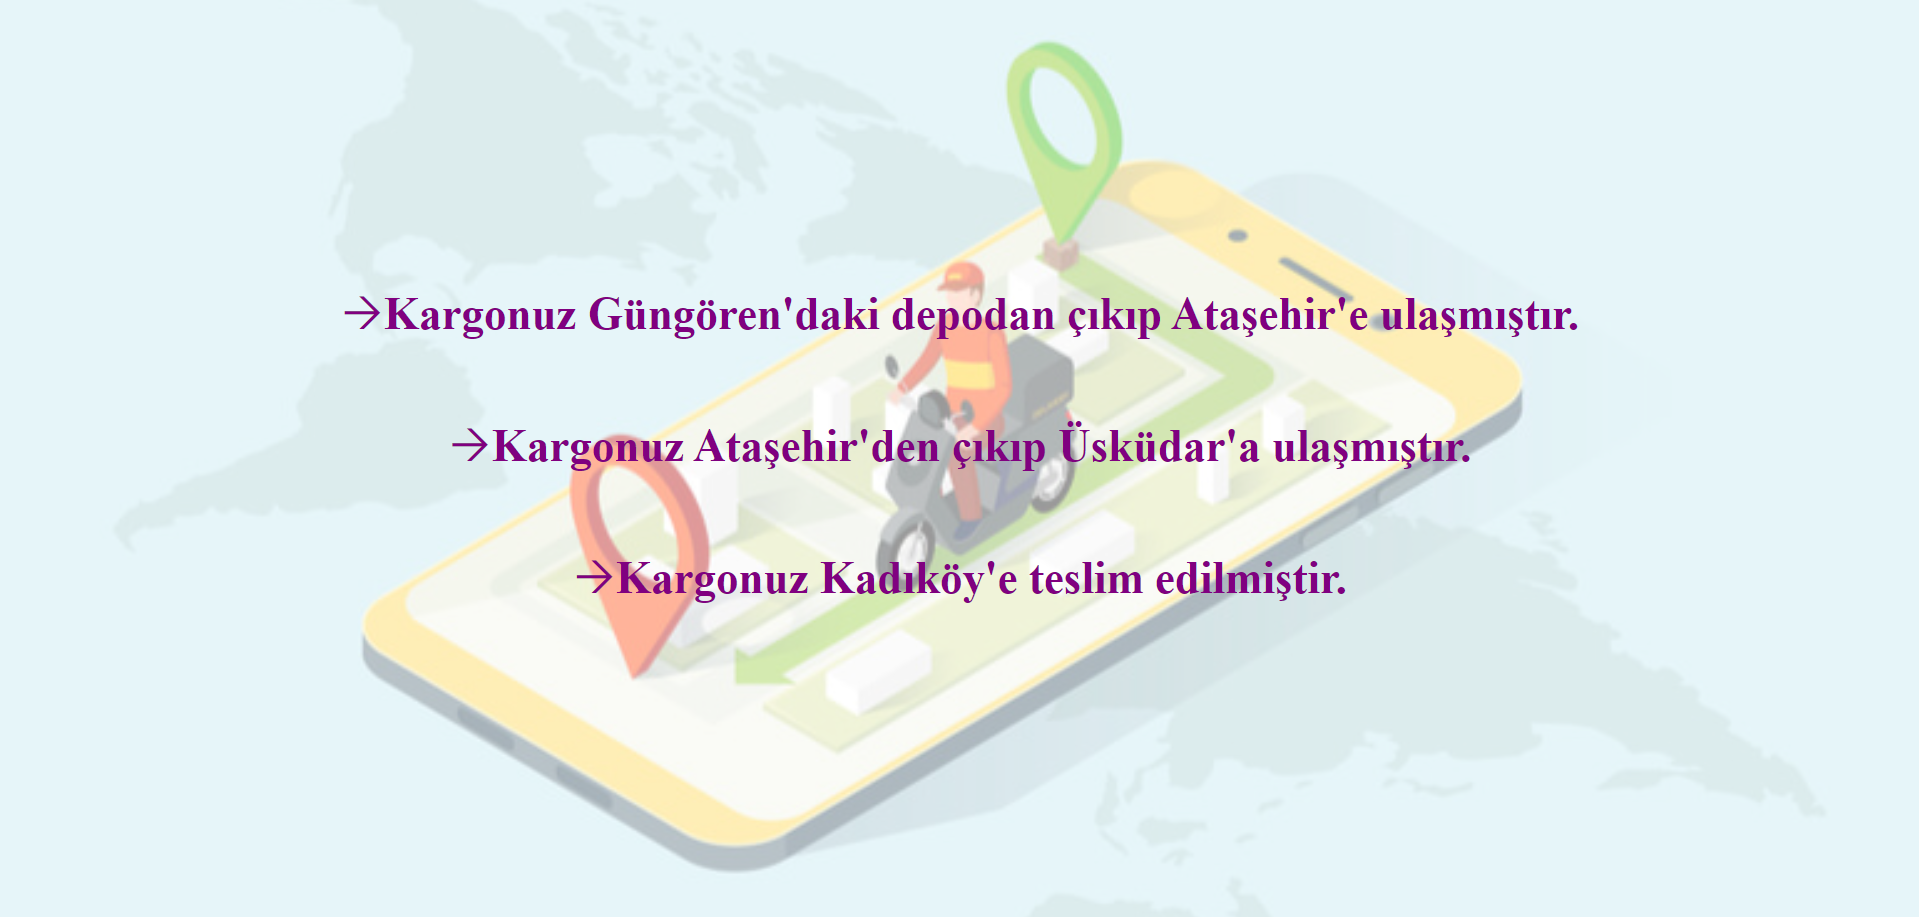 →Kargonuz Güngören'daki depodan çıkıp Ataşehir'e ulaşmıştır.
→Kargonuz Ataşehir'den çıkıp Üsküdar'a ulaşmıştır.
→Kargonuz Kadıköy'e teslim edilmiştir.